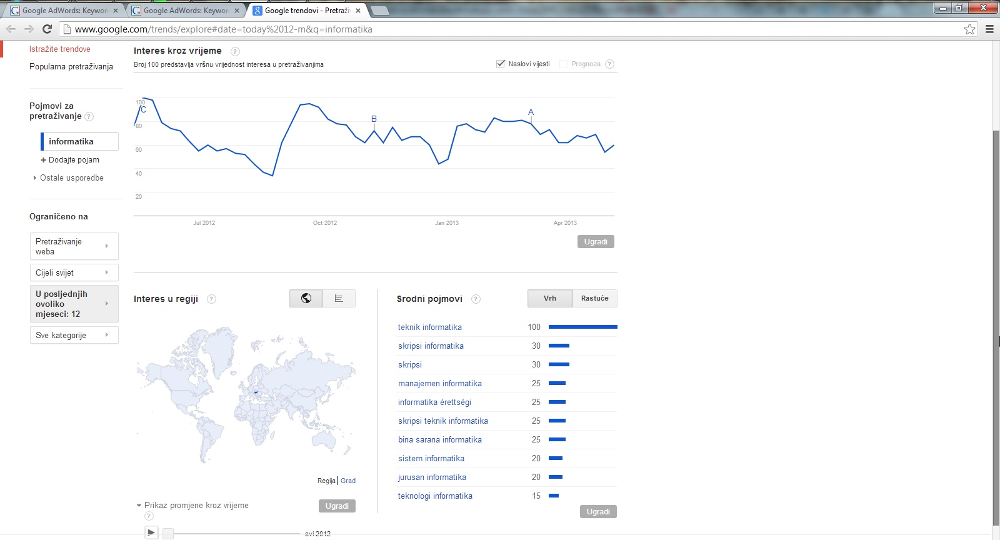 Google AdWords: Keywor
Google AdWords: Keywor
Google trendovi - Pretraži
www.google.com/trends/explore#date=today%2012-m&q=informatika
Istražite trendove
Popularna pretraživanja
Pojmovi za
pretraživanje ?
informatika
+ Dodajte pojam
Ostale usporedbe
Ograničeno na
Pretraživanje
weba
Cijeli svijet
U posljednjih
ovoliko
mjeseci: 12
Sve kategorije
Interes kroz vrijeme ?
Broj 100 predstavlja vršnu vrijednost interesa u pretraživanjima
Naslovi vijesti
Prognoza ?
100
80
60
40
20
C
B
A
Jul 2012
Oct 2012
Jan 2013
Apr 2013
Ugradi
Interes u regiji ?
Regija | Grad
Prikaz promjene kroz vrijeme
?
Ugradi
svi 2012
Srodni pojmovi ?
Vrh
Rastuće
teknik informatika 100
skripsi informatika 30
skripsi 30
manajemen informatika 25
informatika érettségi 25
skripsi teknik informatika 25
bina sarana informatika 25
sistem informatika 20
jurusan informatika 20
teknologi informatika 15
Ugradi